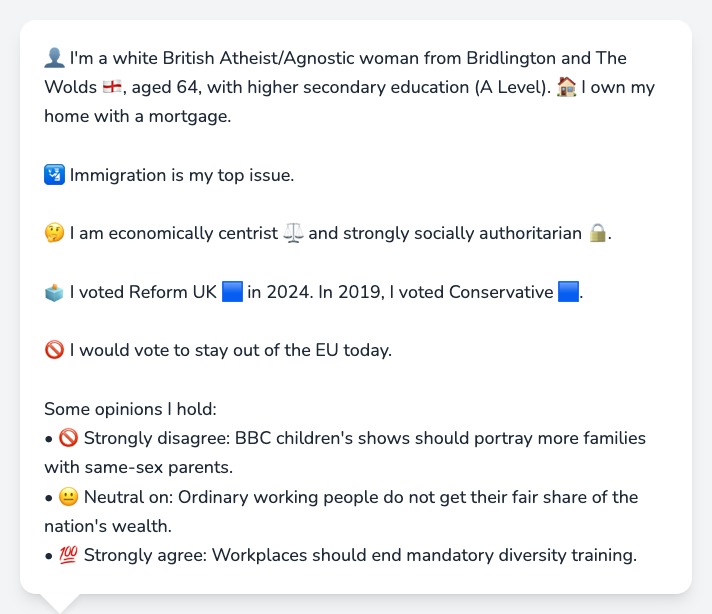 👤 I'm a white British Atheist/Agnostic woman from Bridlington and The
Wolds 🏴󠁧󠁢󠁥󠁮󠁧󠁿, aged 64, with higher secondary education (A Level). 🏠 I own my
home with a mortgage.
🛂 Immigration is my top issue.
🤔 I am economically centrist ⚖️ and strongly socially authoritarian 🔒.
🗳️ I voted Reform UK 🟦 in 2024. In 2019, I voted Conservative 🟦.
🚫 I would vote to stay out of the EU today.
Some opinions I hold:
• 🚫 Strongly disagree: BBC children's shows should portray more families
with same-sex parents.
• 😐 Neutral on: Ordinary working people do not get their fair share of the
nation's wealth.
• 💯 Strongly agree: Workplaces should end mandatory diversity training.